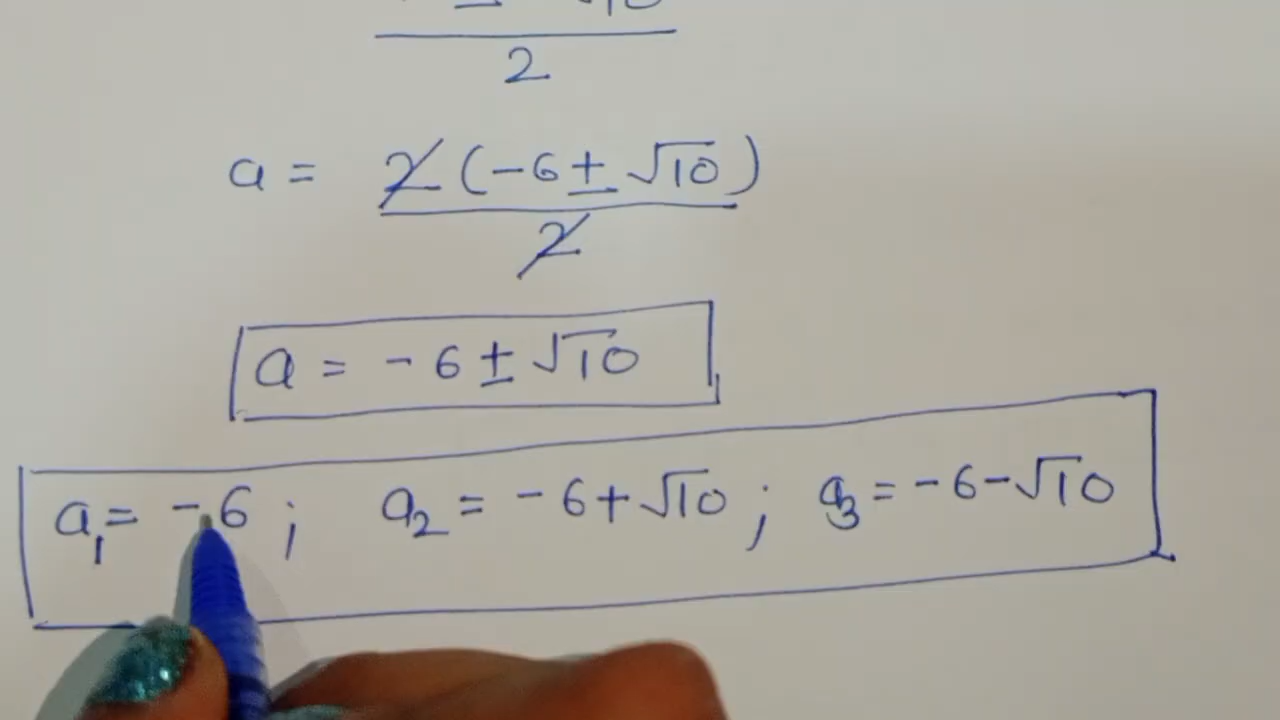 2
a = 2(-6 ± √10)
2
a = -6 ± √10
a₁ = -6 ; a₂ = -6+√10 ; a₃ = -6-√10